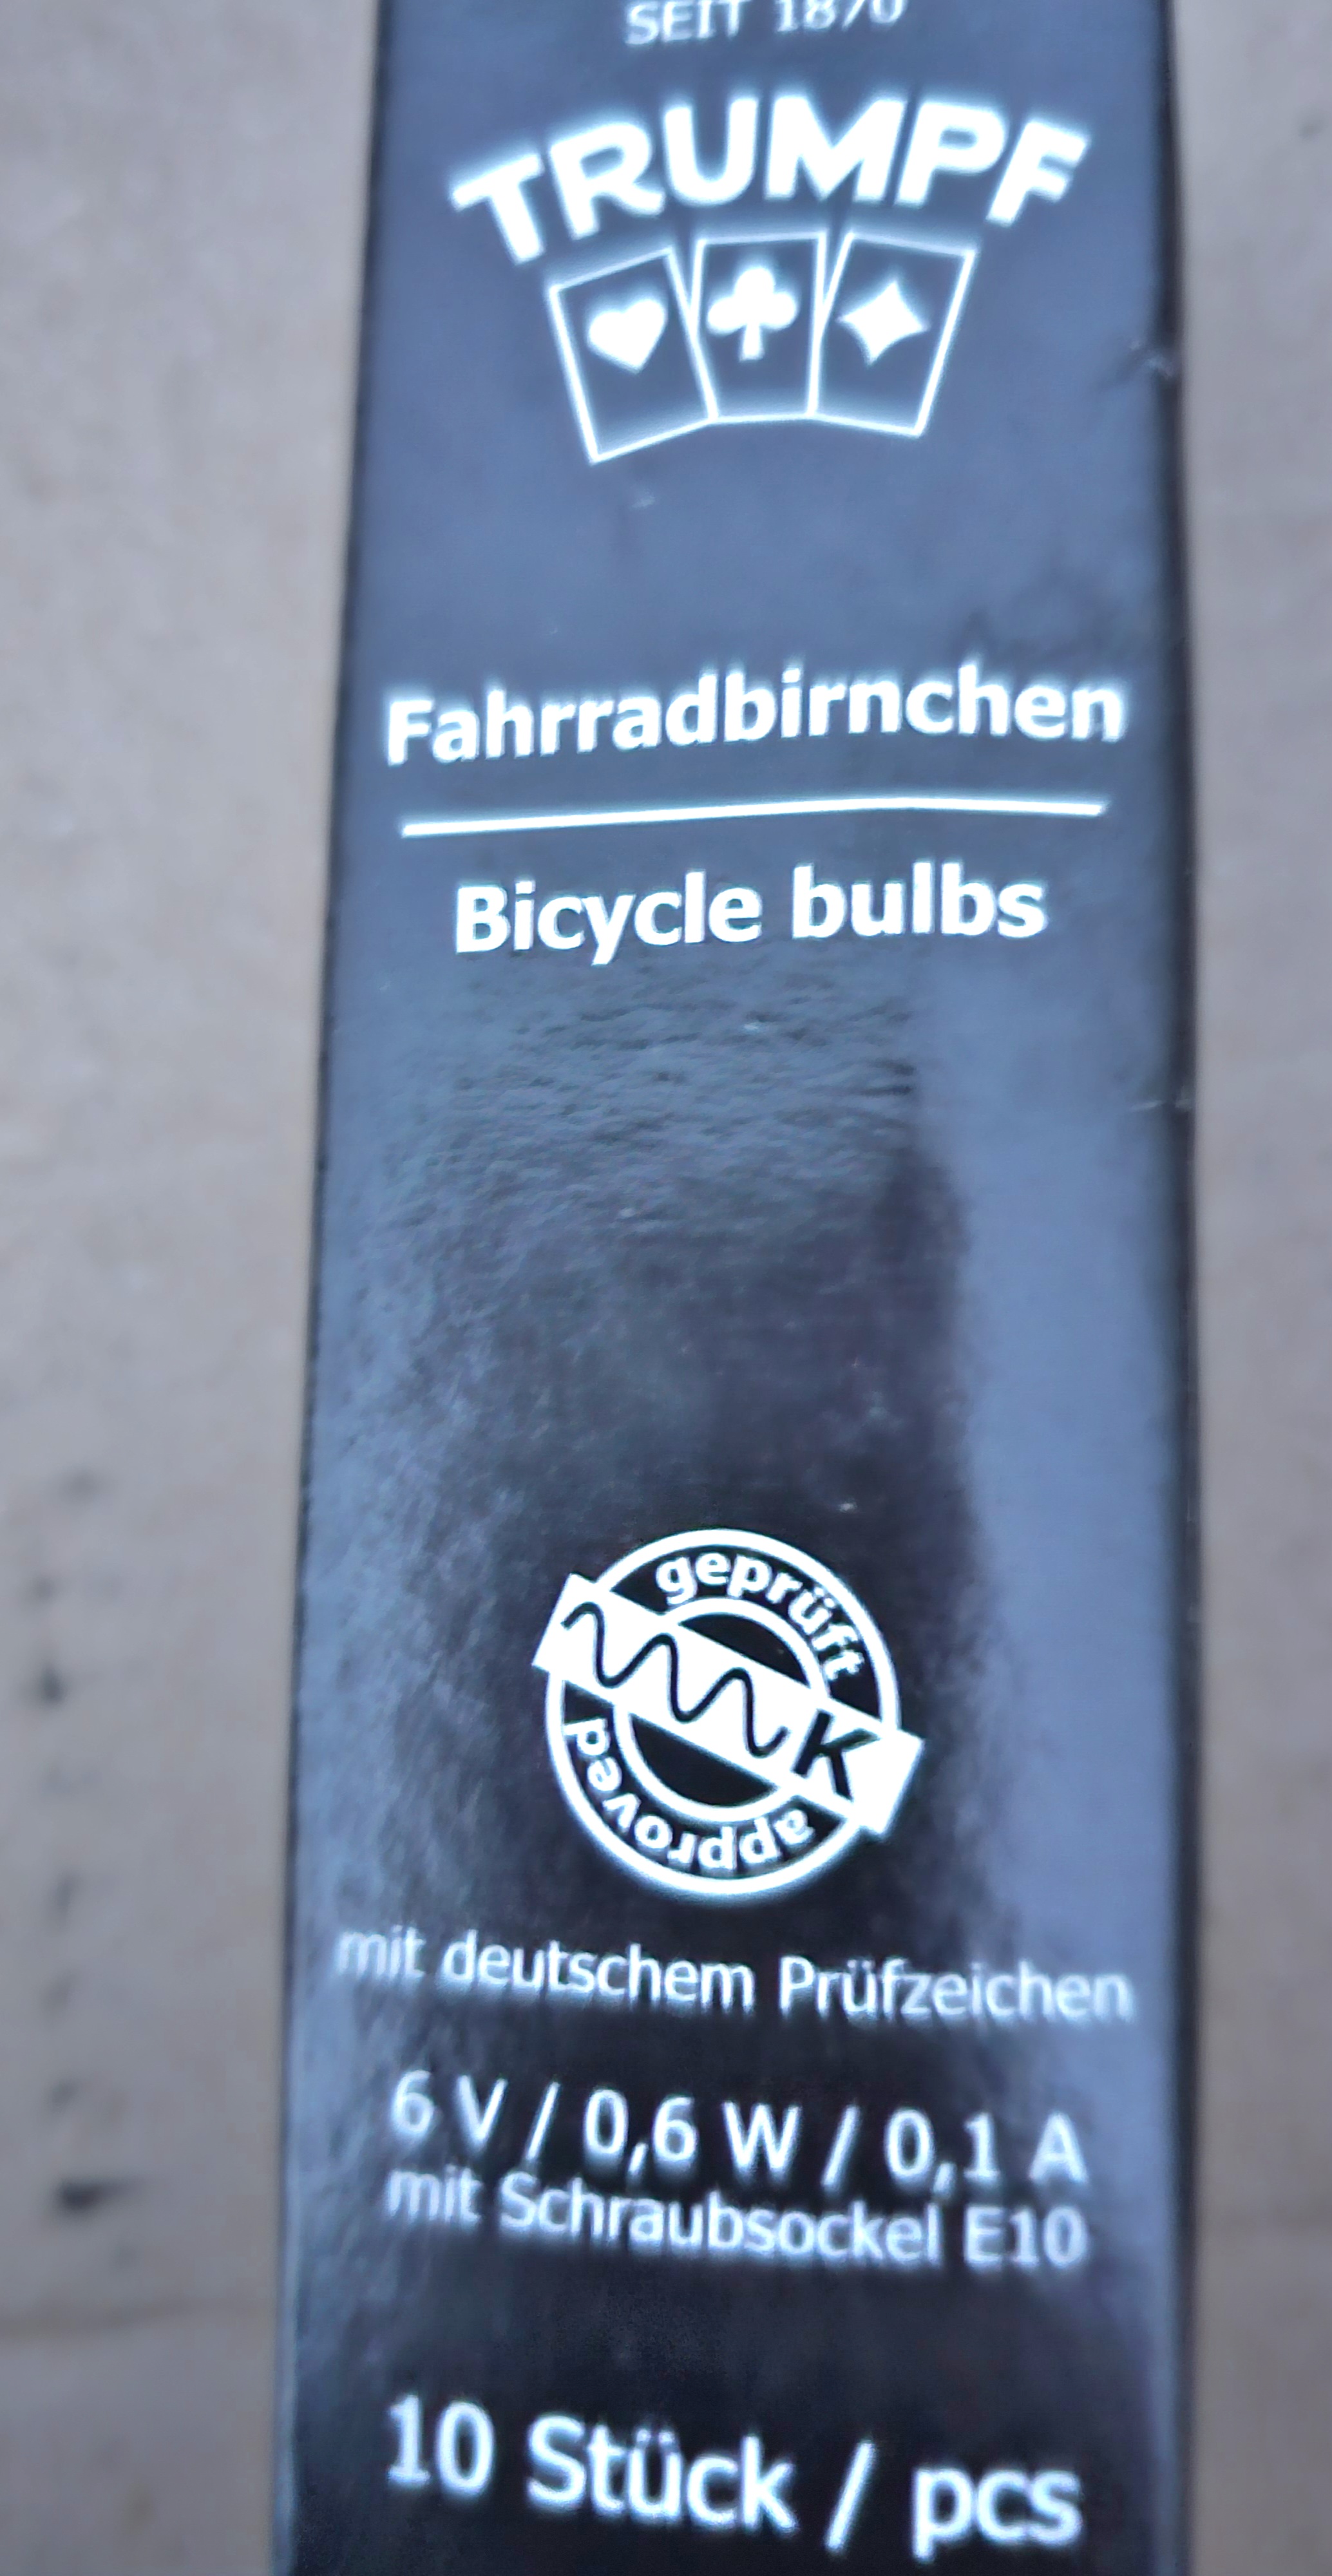 SEIT 1870
TRUMPF
Fahrradbirnchen
Bicycle bulbs
geprüft
K
approved
mit deutschem Prüfzeichen
6 V / 0,6 W / 0,1 A
mit Schraubsockel E10
10 Stück / pcs